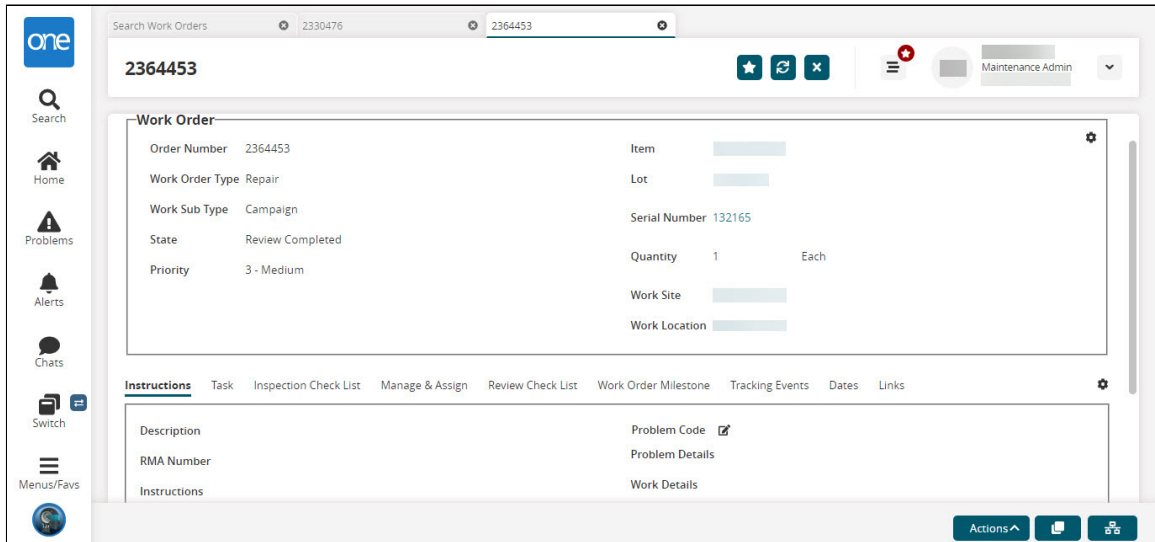 one
Search Work Orders 2330476 2364453
2364453
Maintenance Admin
Search
Home
Problems
Alerts
Chats
Switch
Menus/Favs
Work Order
Order Number 2364453
Work Order Type Repair
Work Sub Type Campaign
State Review Completed
Priority 3 - Medium
Item
Lot
Serial Number 132165
Quantity 1 Each
Work Site
Work Location
Instructions Task Inspection Check List Manage & Assign Review Check List Work Order Milestone Tracking Events Dates Links
Description
RMA Number
Instructions
Problem Code
Problem Details
Work Details
Actions